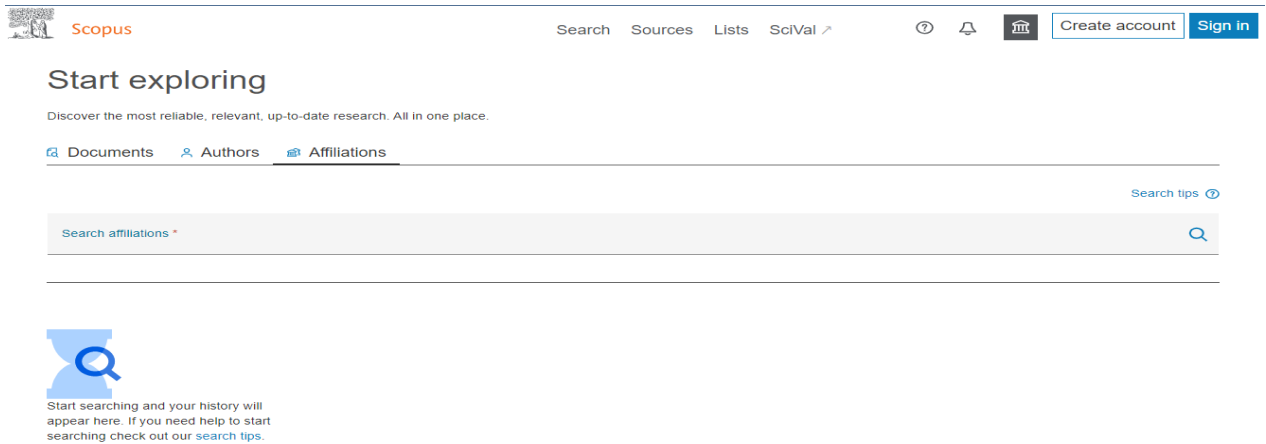 Scopus
Search Sources Lists SciVal ↗ Create account Sign in
Start exploring
Discover the most reliable, relevant, up-to-date research. All in one place.
Documents Authors Affiliations
Search tips
Search affiliations *
Start searching and your history will
appear here. If you need help to start
searching check out our search tips.